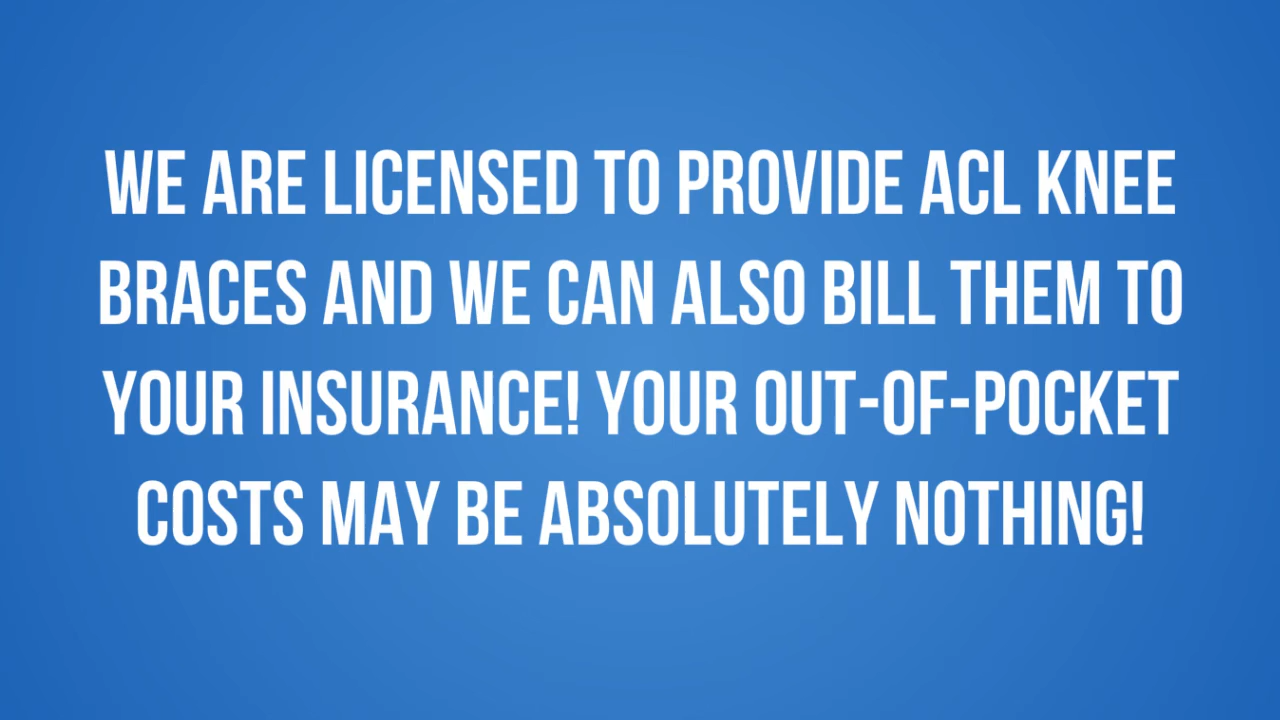 WE ARE LICENSED TO PROVIDE ACL KNEE
BRACES AND WE CAN ALSO BILL THEM TO
YOUR INSURANCE! YOUR OUT-OF-POCKET
COSTS MAY BE ABSOLUTELY NOTHING!